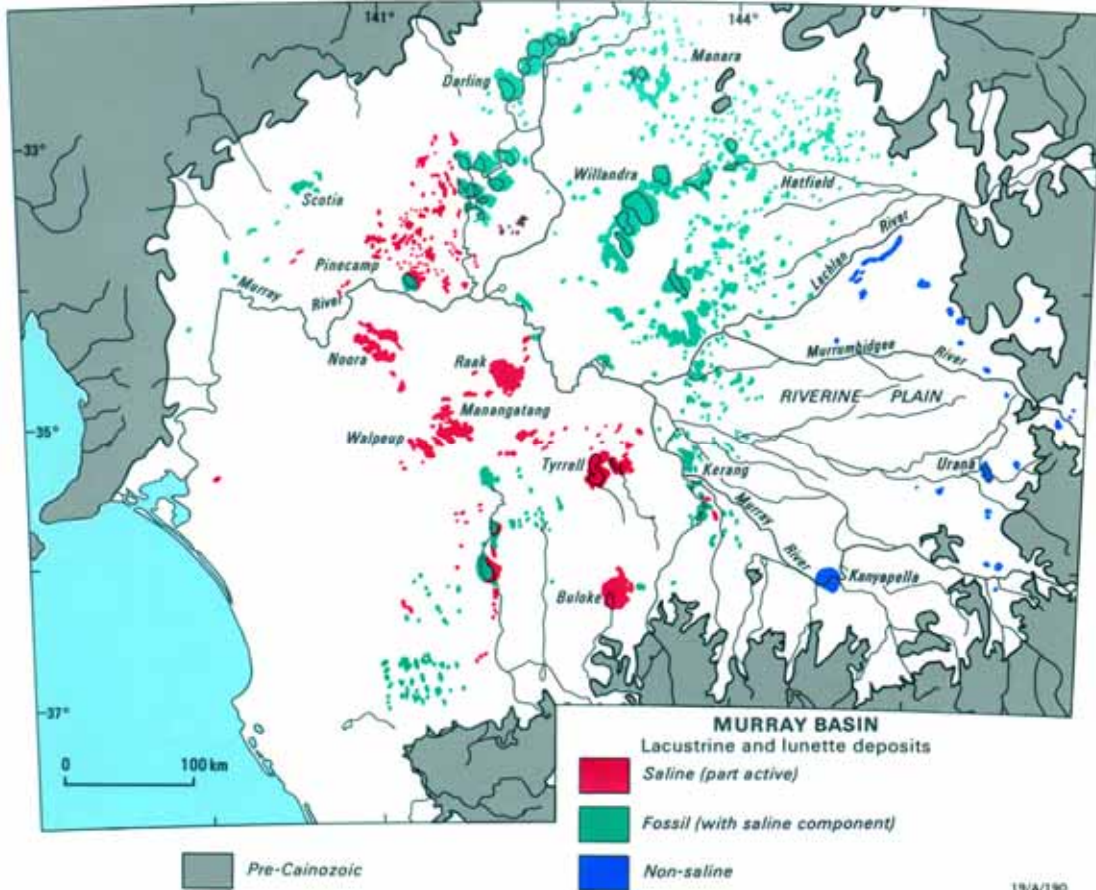 141°
144°
Manara
Darling
33°
Willandra
Hatfield
Scotia
River
Lachlan
Pinecamp
Murray
River
Murrumbidgee
River
Noora
Raak
RIVERINE PLAIN
Manangatang
35°
Walpeup
Tyrrell
Kerang
Urana
Murray
River
Kanyapella
Buloke
37°
MURRAY BASIN
Lacustrine and lunette deposits
0 100 km
Saline (part active)
Fossil (with saline component)
Pre-Cainozoic
Non-saline
19/A/190